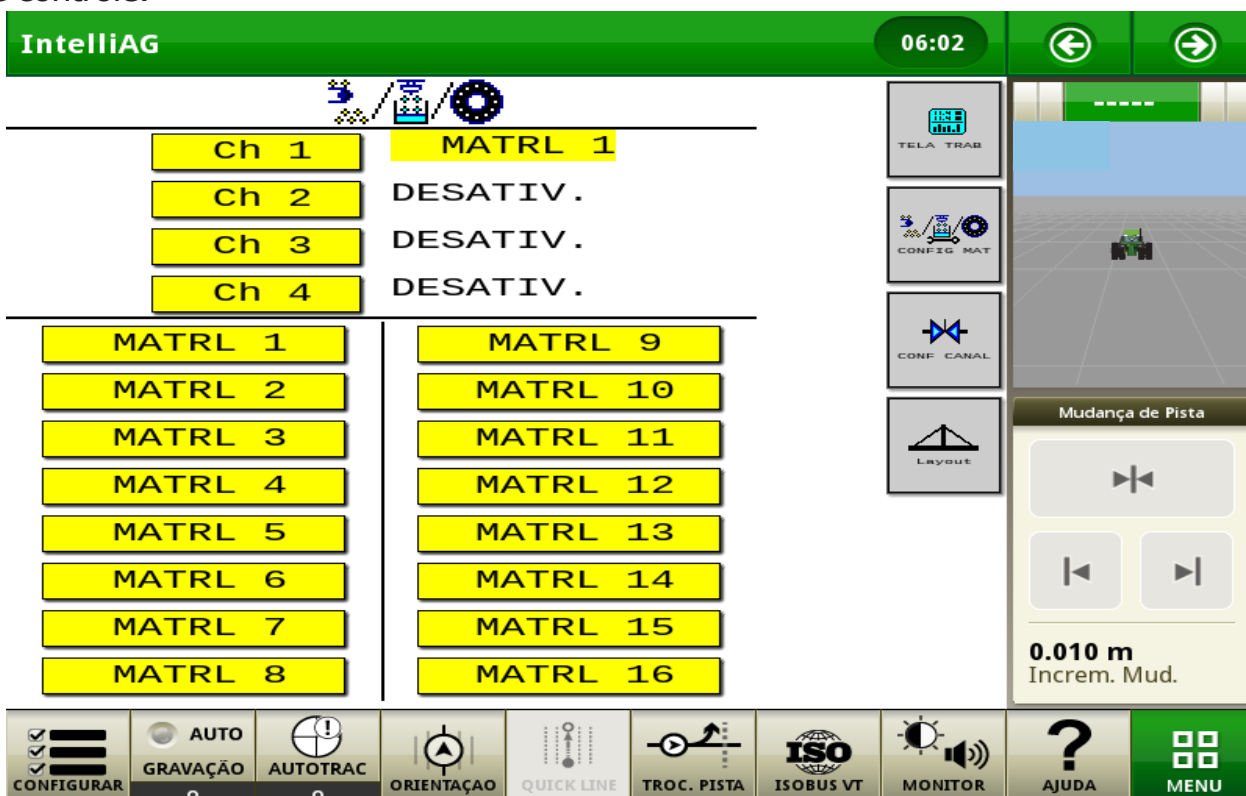 IntelliAG
06:02
Ch 1 MATRL 1
Ch 2 DESATIV.
Ch 3 DESATIV.
Ch 4 DESATIV.
MATRL 1 MATRL 9
MATRL 2 MATRL 10
MATRL 3 MATRL 11
MATRL 4 MATRL 12
MATRL 5 MATRL 13
MATRL 6 MATRL 14
MATRL 7 MATRL 15
MATRL 8 MATRL 16
TELA TRAB
CONFIG MAT
CONF CANAL
Layout
-----
Mudança de Pista
0.010 m
Increm. Mud.
CONFIGURAR
AUTO
GRAVAÇÃO
AUTOTRAC
ORIENTAÇAO
QUICK LINE
TROC. PISTA
ISO
ISOBUS VT
MONITOR
?
AJUDA
MENU